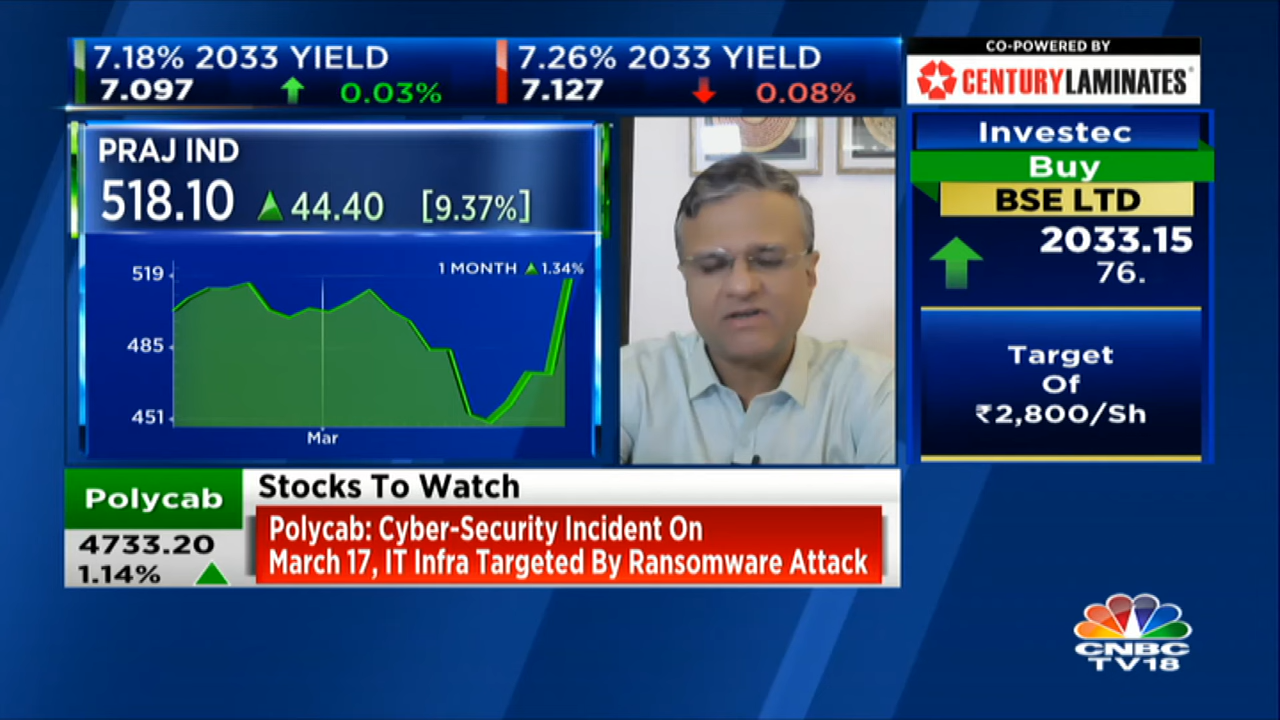 7.18% 2033 YIELD
7.097 0.03%
7.26% 2033 YIELD
7.127 0.08%
CO-POWERED BY
CENTURYLAMINATES®
PRAJ IND
518.10 44.40 [9.37%]
1 MONTH 1.34%
519
485
451
Mar
Investec
Buy
BSE LTD
2033.15
76.
Target
Of
₹2,800/Sh
Polycab
4733.20
1.14%
Stocks To Watch
Polycab: Cyber-Security Incident On
March 17, IT Infra Targeted By Ransomware Attack
CNBC
TV18